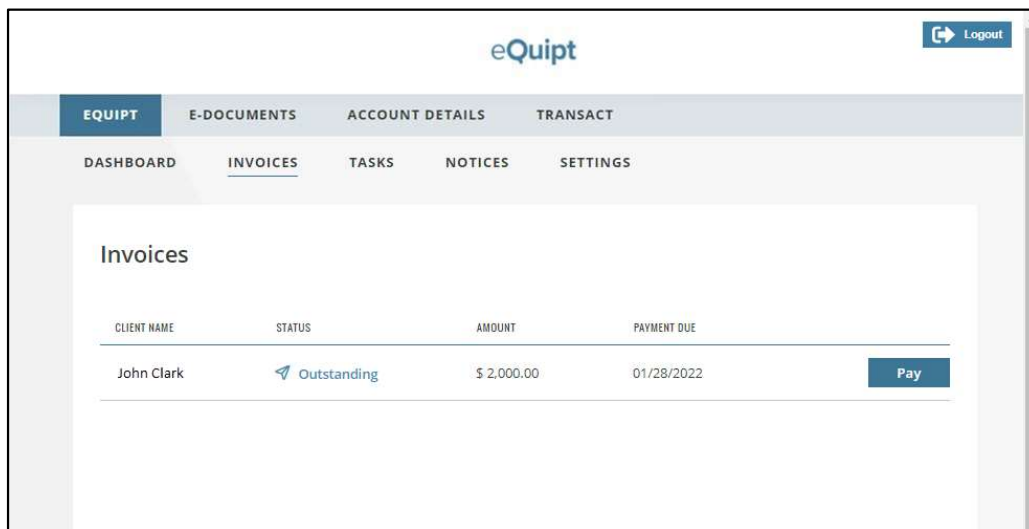 eQuipt
Logout
EQUIPT E-DOCUMENTS ACCOUNT DETAILS TRANSACT
DASHBOARD INVOICES TASKS NOTICES SETTINGS
Invoices
CLIENT NAME STATUS AMOUNT PAYMENT DUE
John Clark Outstanding $ 2,000.00 01/28/2022 Pay